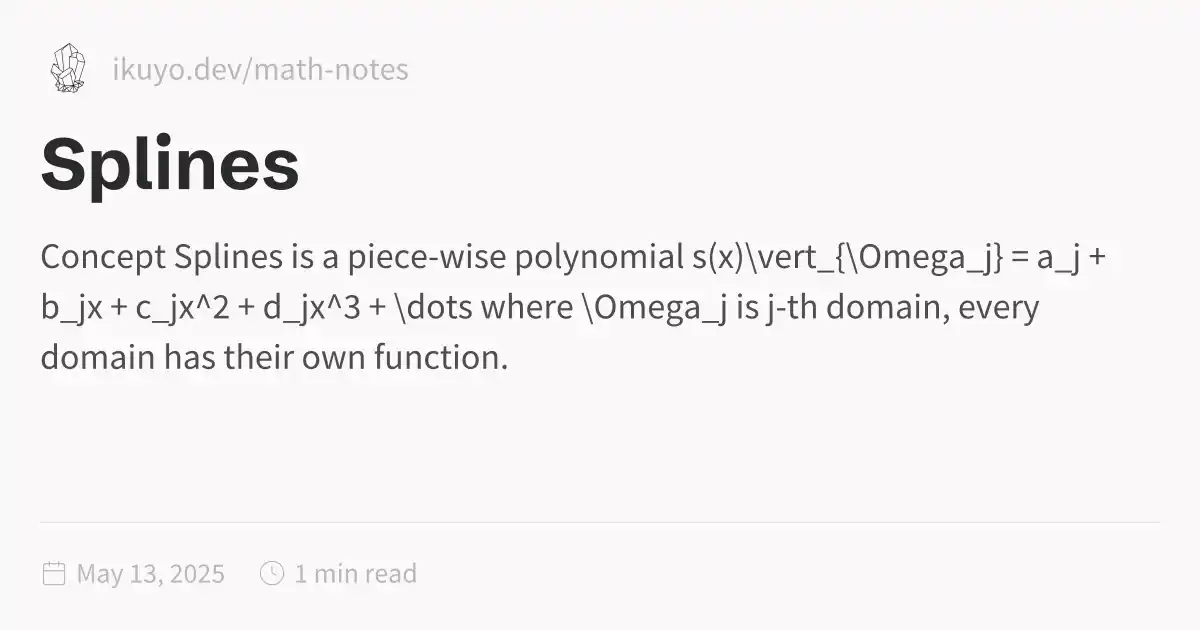 ikuyo.dev/math-notes
Splines
Concept Splines is a piece-wise polynomial s(x)\vert_{\Omega_j} = a_j +
b_jx + c_jx^2 + d_jx^3 + \dots where \Omega_j is j-th domain, every
domain has their own function.
May 13, 2025 1 min read